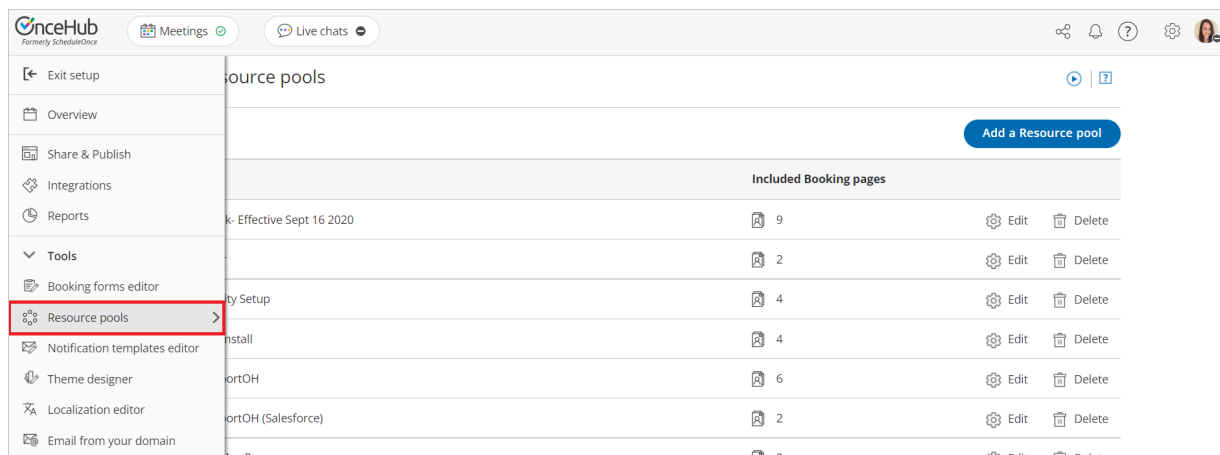 OnceHub
Formerly ScheduleOnce
Meetings
Live chats
?
Exit setup
source pools
?
Overview
Add a Resource pool
Share & Publish
Included Booking pages
Integrations
Reports
k- Effective Sept 16 2020 9 Edit Delete
Tools
2 Edit Delete
Booking forms editor
ity Setup 4 Edit Delete
Resource pools
nstall 4 Edit Delete
Notification templates editor
Theme designer
ortOH 6 Edit Delete
Localization editor
ortOH (Salesforce) 2 Edit Delete
Email from your domain